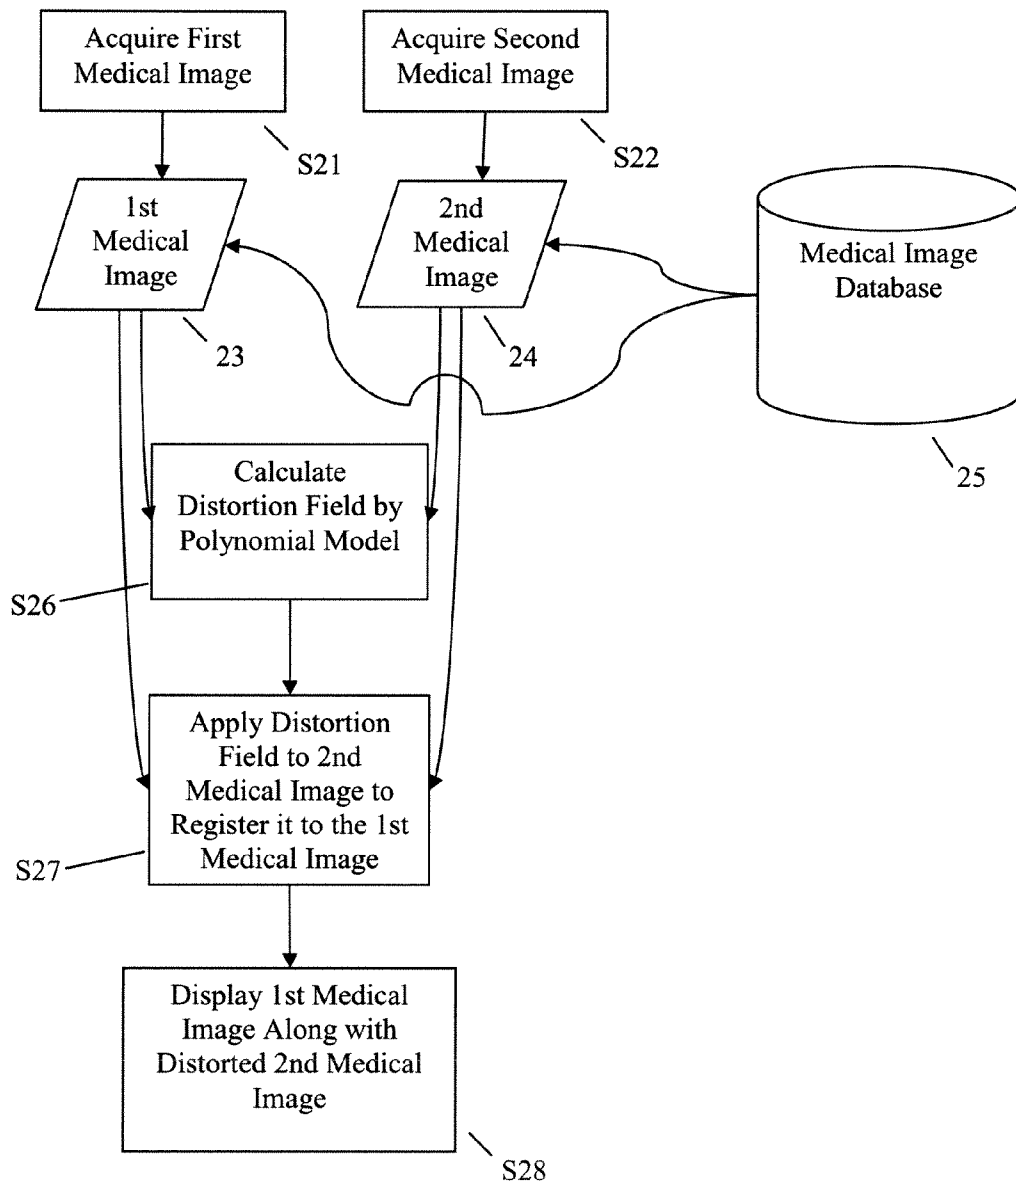 Acquire First
Medical Image
S21
Acquire Second
Medical Image
S22
1st
Medical
Image
23
2nd
Medical
Image
24
Medical Image
Database
25
Calculate
Distortion Field by
Polynomial Model
S26
Apply Distortion
Field to 2nd
Medical Image to
Register it to the 1st
Medical Image
S27
Display 1st Medical
Image Along with
Distorted 2nd Medical
Image
S28